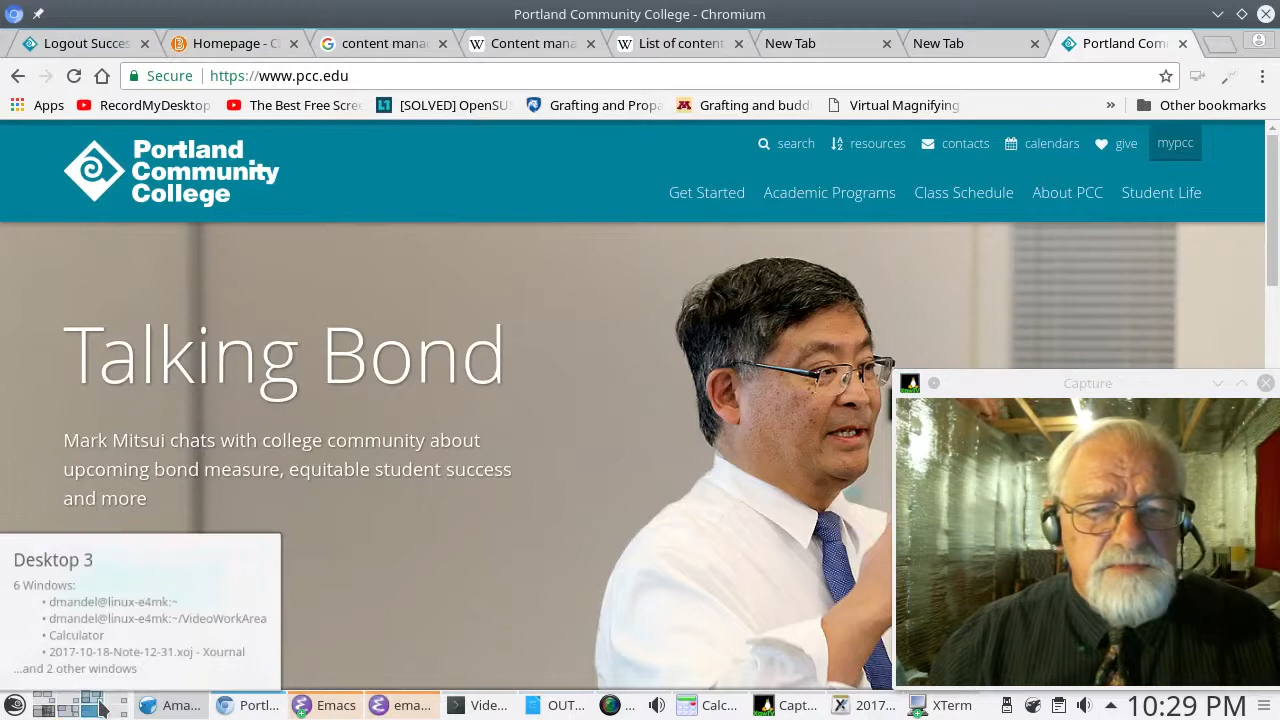 Portland Community College - Chromium
Logout Succes
Homepage - C
content manac
Content mana
List of content
New Tab
New Tab
Portland Com
Secure
https://www.pcc.edu
Apps
RecordMyDesktop
The Best Free Scre
[SOLVED] OpenSUS
Grafting and Propa
Grafting and buddi
Virtual Magnifying
»
Other bookmarks
Portland
Community
College
search
resources
contacts
calendars
give
mypcc
Get Started
Academic Programs
Class Schedule
About PCC
Student Life
Talking Bond
Mark Mitsui chats with college community about
upcoming bond measure, equitable student success
and more
Capture
Desktop 3
6 Windows:
• dmandel@linux-e4mk:~
• dmandel@linux-e4mk:~/VideoWorkArea
• Calculator
• 2017-10-18-Note-12-31.xoj - Xournal
...and 2 other windows
Ama...
Portl...
Emacs
ema...
Vide...
OUT...
...
Calc...
Capt...
2017...
XTerm
10:29 PM